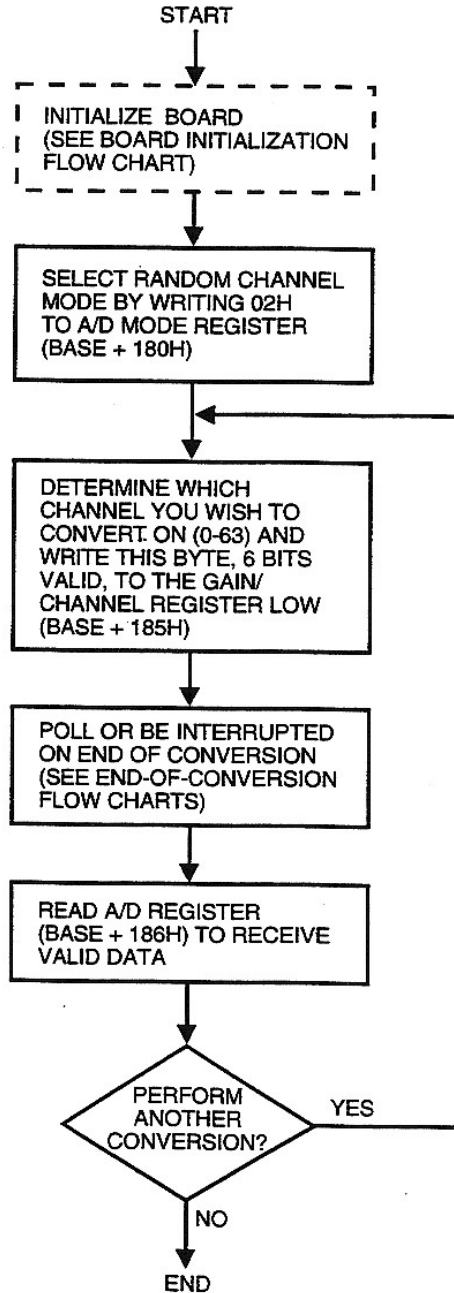 START
INITIALIZE BOARD
(SEE BOARD INITIALIZATION
FLOW CHART)
SELECT RANDOM CHANNEL
MODE BY WRITING 02H
TO A/D MODE REGISTER
(BASE + 180H)
DETERMINE WHICH
CHANNEL YOU WISH TO
CONVERT ON (0-63) AND
WRITE THIS BYTE, 6 BITS
VALID, TO THE GAIN/
CHANNEL REGISTER LOW
(BASE + 185H)
POLL OR BE INTERRUPTED
ON END OF CONVERSION
(SEE END-OF-CONVERSION
FLOW CHARTS)
READ A/D REGISTER
(BASE + 186H) TO RECEIVE
VALID DATA
PERFORM
ANOTHER
CONVERSION?
YES
NO
END